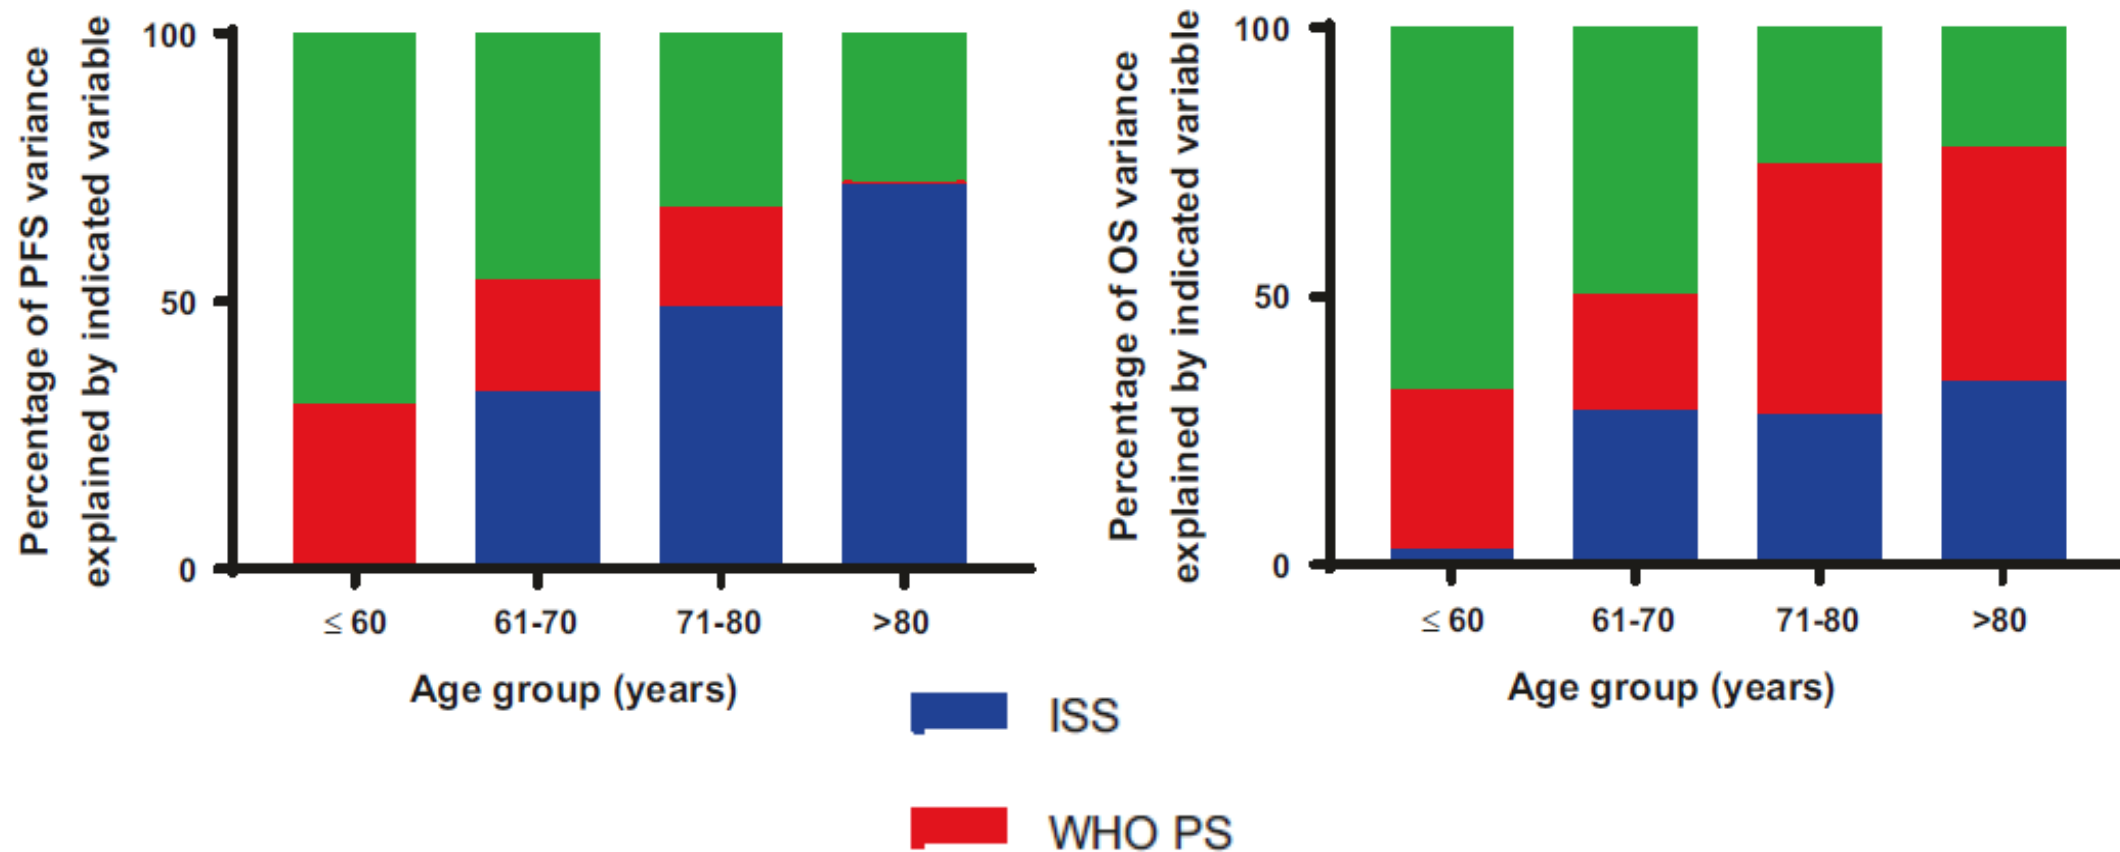 Percentage of PFS variance
explained by indicated variable
100
50
0
≤ 60
61-70
71-80
>80
Age group (years)
Percentage of OS variance
explained by indicated variable
100
50
0
≤ 60
61-70
71-80
>80
Age group (years)
ISS
WHO PS